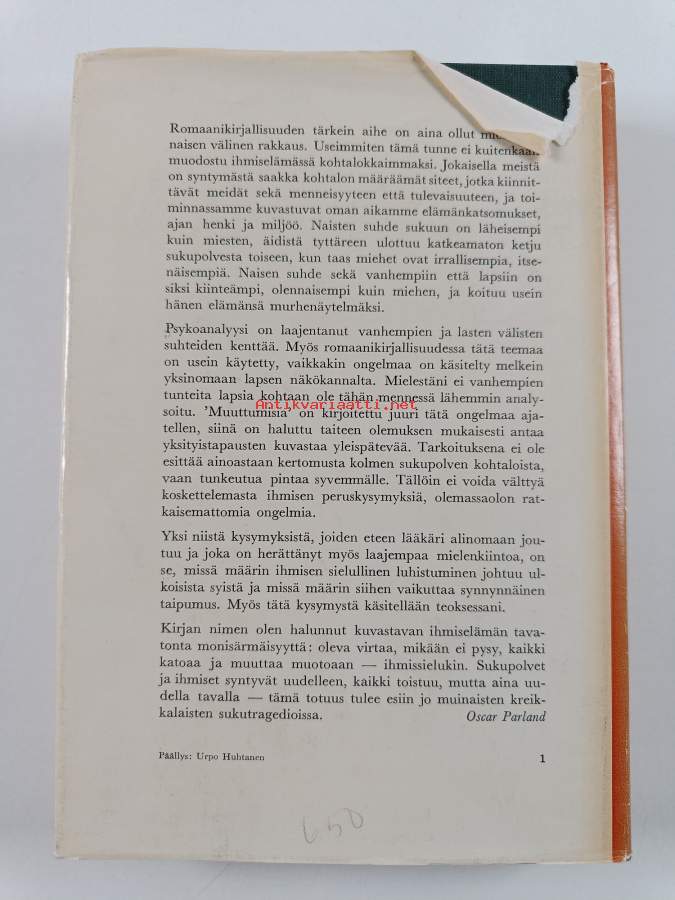 Romaanikirjallisuuden tärkein aihe on aina ollut
naisen välinen rakkaus. Useimmiten tämä tunne ei kuitenkaan
muodostu ihmiselämässä kohtalokkaimmaksi. Jokaisella meistä
on syntymästä saakka kohtalon määräämät siteet, jotka kiinnit-
tävät meidät sekä menneisyyteen että tulevaisuuteen, ja toi-
minnassamme kuvastuvat oman aikamme elämänkatsomukset,
ajan henki ja miljöö. Naisten suhde sukuun on läheisempi
kuin miesten, äidistä tyttäreen ulottuu katkeamaton ketju
sukupolvesta toiseen, kun taas miehet ovat irrallisempia, itse-
näisempiä. Naisen suhde sekä vanhempiin että lapsiin on
siksi kiinteämpi, olennaisempi kuin miehen, ja koituu usein
hänen elämänsä murhenäytelmäksi.
Psykoanalyysi on laajentanut vanhempien ja lasten välisten
suhteiden kenttää. Myös romaanikirjallisuudessa tätä teemaa
on usein käytetty, vaikkakin ongelmaa on käsitelty melkein
yksinomaan lapsen näkökannalta. Mielestäni ei vanhempien
tunteita lapsia kohtaan ole tähän mennessä lähemmin analy-
Antikvariaatti.net
soitu. 'Muuttumisia' on kirjoitettu juuri tätä ongelmaa aja-
tellen, siinä on haluttu taiteen olemuksen mukaisesti antaa
yksityistapausten kuvastaa yleispätevää. Tarkoituksena ei ole
esittää ainoastaan kertomusta kolmen sukupolven kohtaloista,
vaan tunkeutua pintaa syvemmälle. Tällöin ei voida välttyä
koskettelemasta ihmisen peruskysymyksiä, olemassaolon rat-
kaisemattomia ongelmia.
Yksi niistä kysymyksistä, joiden eteen lääkäri alinomaan jou-
tuu ja joka on herättänyt myös laajempaa mielenkiintoa, on
se, missä määrin ihmisen sielullinen luhistuminen johtuu ul-
koisista syistä ja missä määrin siihen vaikuttaa synnynnäinen
taipumus. Myös tätä kysymystä käsitellään teoksessani.
Kirjan nimen olen halunnut kuvastavan ihmiselämän tava-
tonta monisärmäisyyttä: oleva virtaa, mikään ei pysy, kaikki
katoaa ja muuttaa muotoaan — ihmissielukin. Sukupolvet
ja ihmiset syntyvät uudelleen, kaikki toistuu, mutta aina uu-
della tavalla — tämä totuus tulee esiin jo muinaisten kreik-
kalaisten sukutragedioissa. Oscar Parland
Päällys: Urpo Huhtanen 1
650